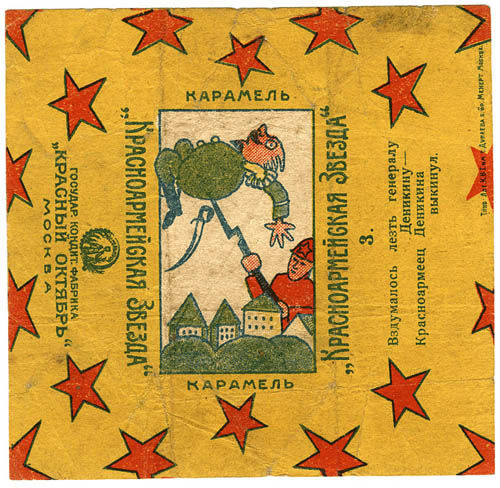 КАРАМЕЛЬ
„КРАСНОАРМЕЙСКАЯ ЗВЕЗДА“
„КРАСНОАРМЕЙСКАЯ ЗВЕЗДА“
КАРАМЕЛЬ
ГОСУДАР. КОНДИТ. ФАБРИКА
„КРАСНЫЙ ОКТЯБРЬ“
МОСКВА
3.
Вздумалось лезть генералу
Деникину—
Красноармеец Деникина
выкинул.
МОСКВА